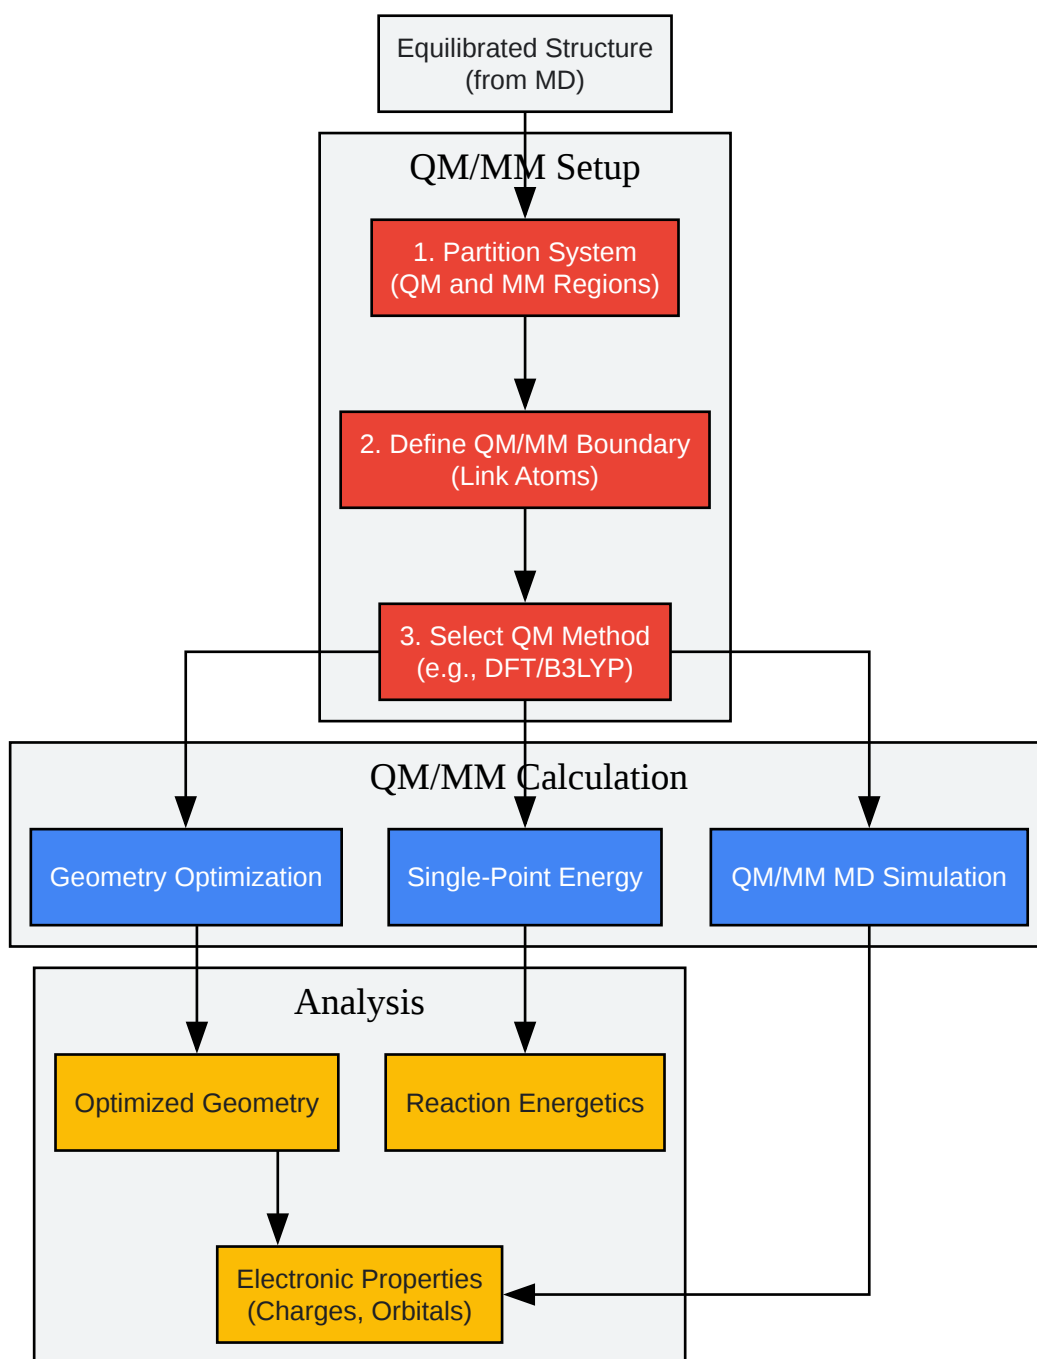 Equilibrated Structure
(from MD)
QM/MM Setup
1. Partition System
(QM and MM Regions)
2. Define QM/MM Boundary
(Link Atoms)
3. Select QM Method
(e.g., DFT/B3LYP)
QM/MM Calculation
Geometry Optimization
Single-Point Energy
QM/MM MD Simulation
Analysis
Optimized Geometry
Reaction Energetics
Electronic Properties
(Charges, Orbitals)